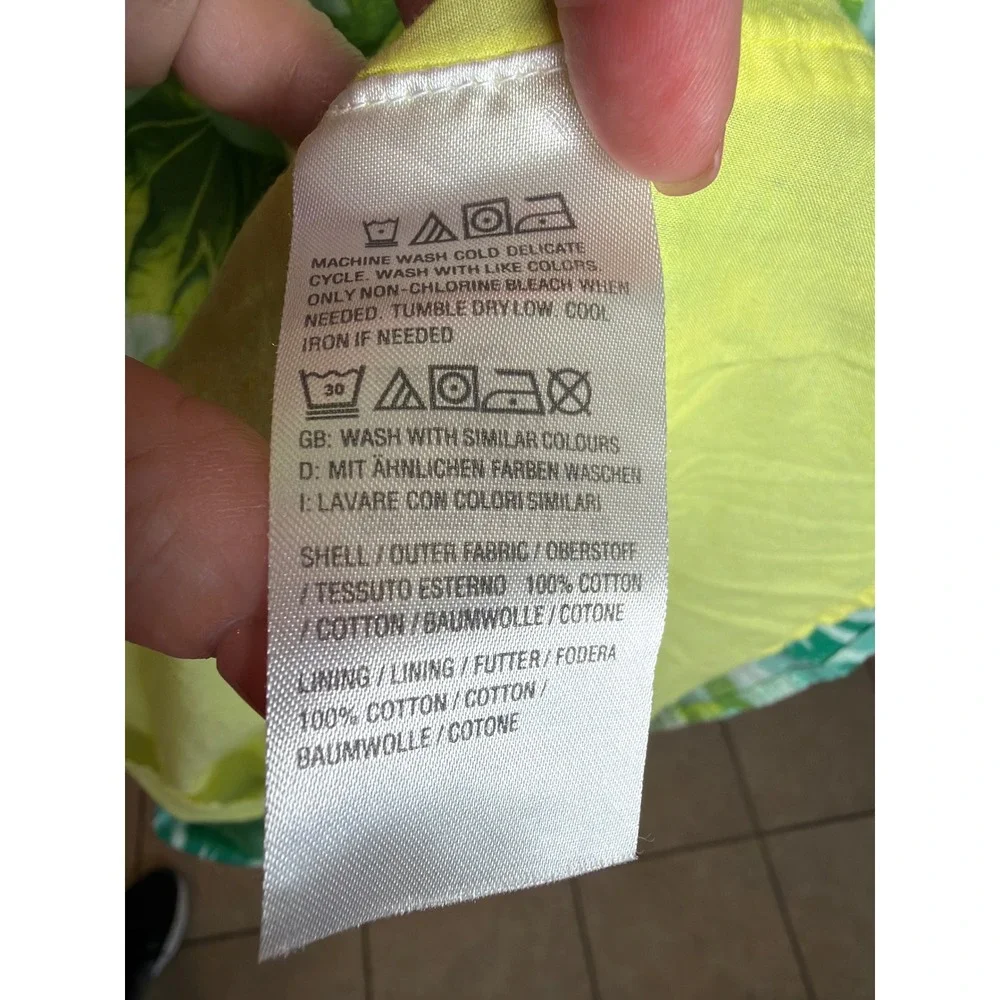 MACHINE WASH COLD DELICATE
CYCLE. WASH WITH LIKE COLORS.
ONLY NON-CHLORINE BLEACH WHEN
NEEDED. TUMBLE DRY LOW. COOL
IRON IF NEEDED
30
GB: WASH WITH SIMILAR COLOURS
D: MIT ÄHNLICHEN FARBEN WASCHEN
I: LAVARE CON COLORI SIMILARI
SHELL / OUTER FABRIC / OBERSTOFF
/ TESSUTO ESTERNO 100% COTTON
/ COTTON / BAUMWOLLE / COTONE
LINING / LINING / FUTTER / FODERA
100% COTTON / COTTON /
BAUMWOLLE / COTONE